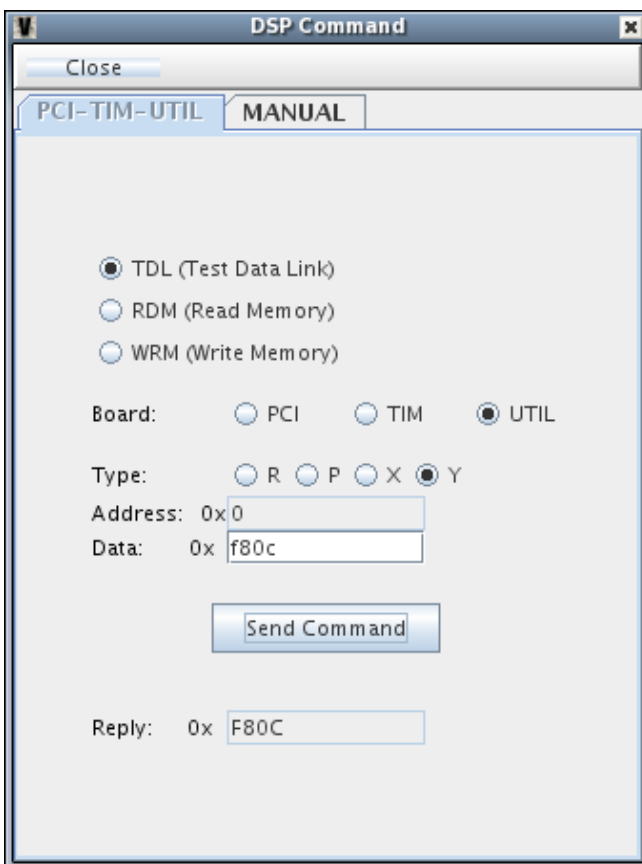 V DSP Command x
Close
PCI-TIM-UTIL MANUAL
TDL (Test Data Link)
RDM (Read Memory)
WRM (Write Memory)
Board: PCI TIM UTIL
Type: R P X Y
Address: 0x 0
Data: 0x f80c
Send Command
Reply: 0x F80C